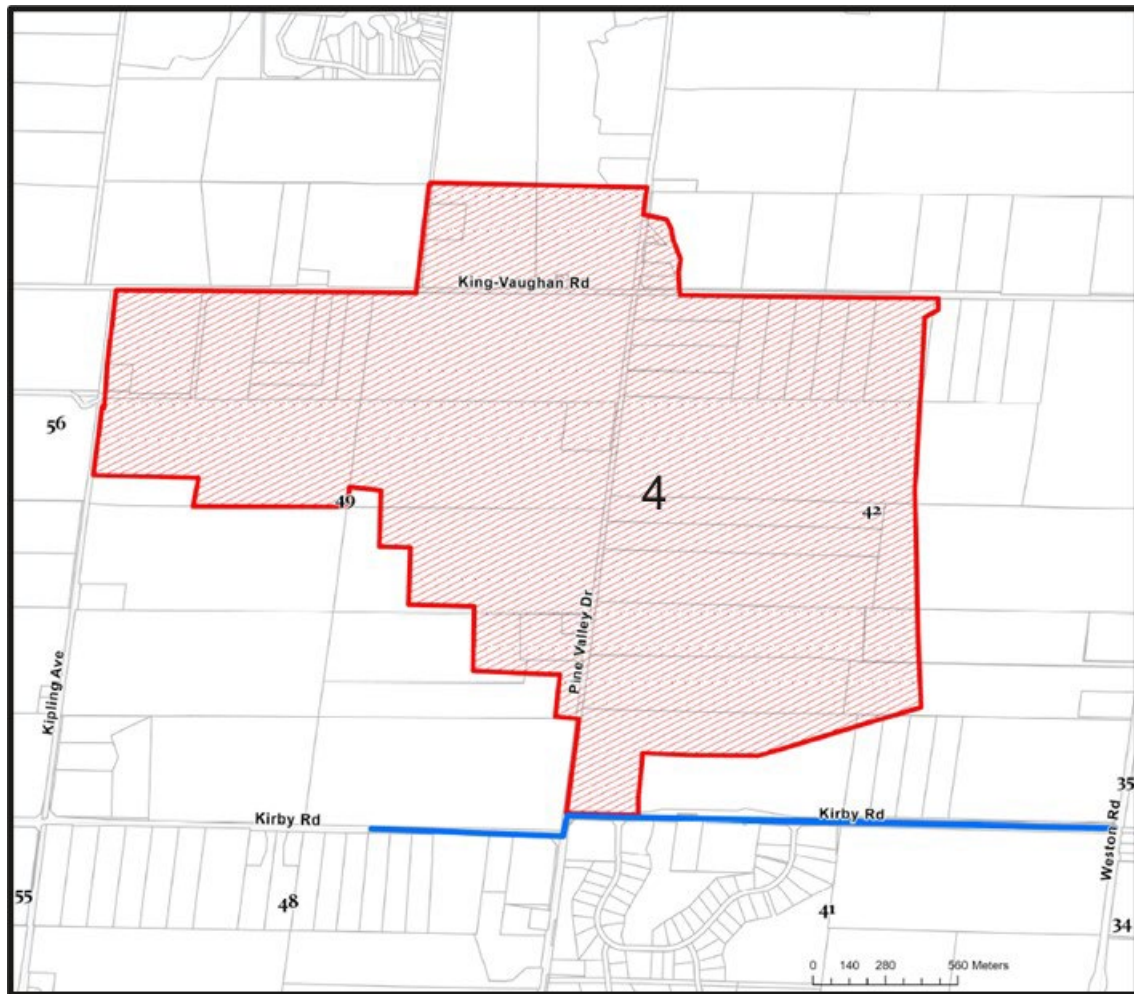 King-Vaughan Rd
56
49
4
42
Pine Valley Dr
Kipling Ave
Kirby Rd
Kirby Rd
35
Weston Rd
55
48
41
34
0 140 280 560 Meters